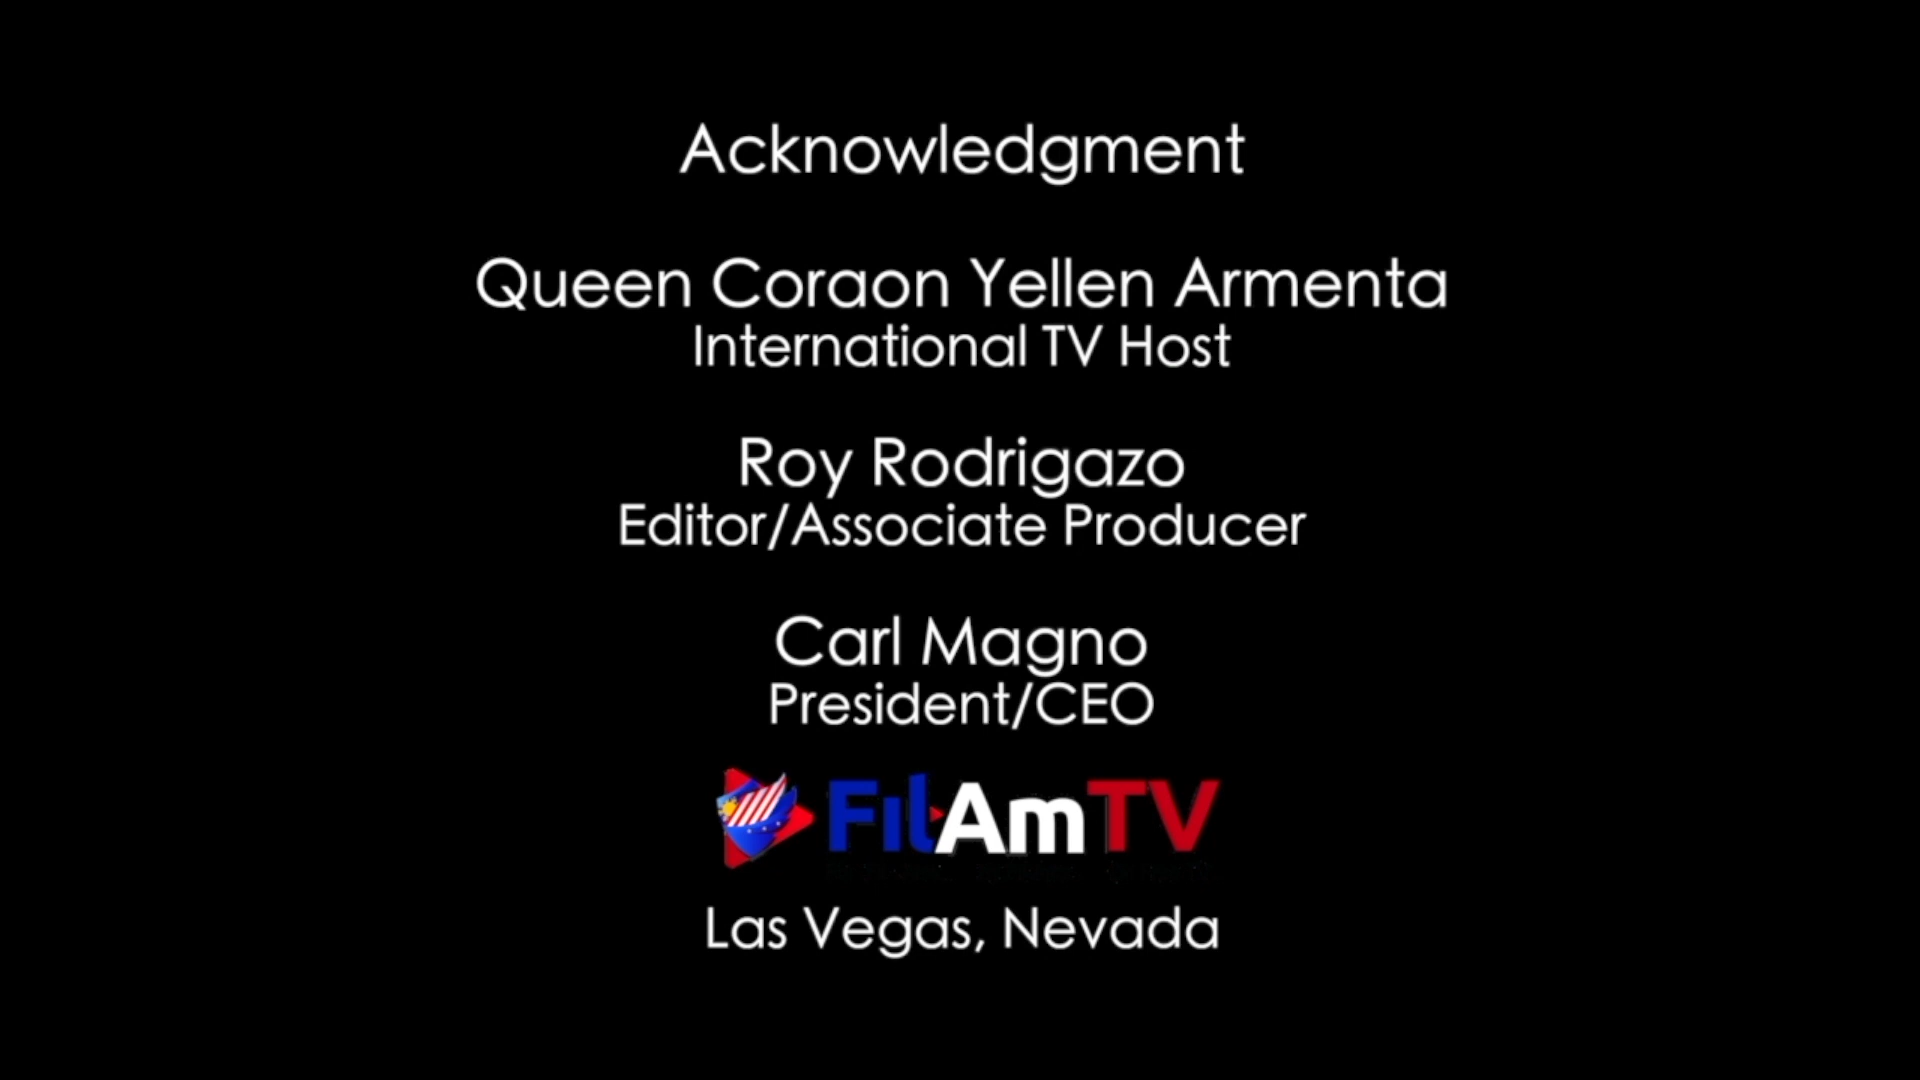 Acknowledgment
Queen Coraon Yellen Armenta
International TV Host
Roy Rodrigazo
Editor/Associate Producer
Carl Magno
President/CEO
FilAmTV
Las Vegas, Nevada